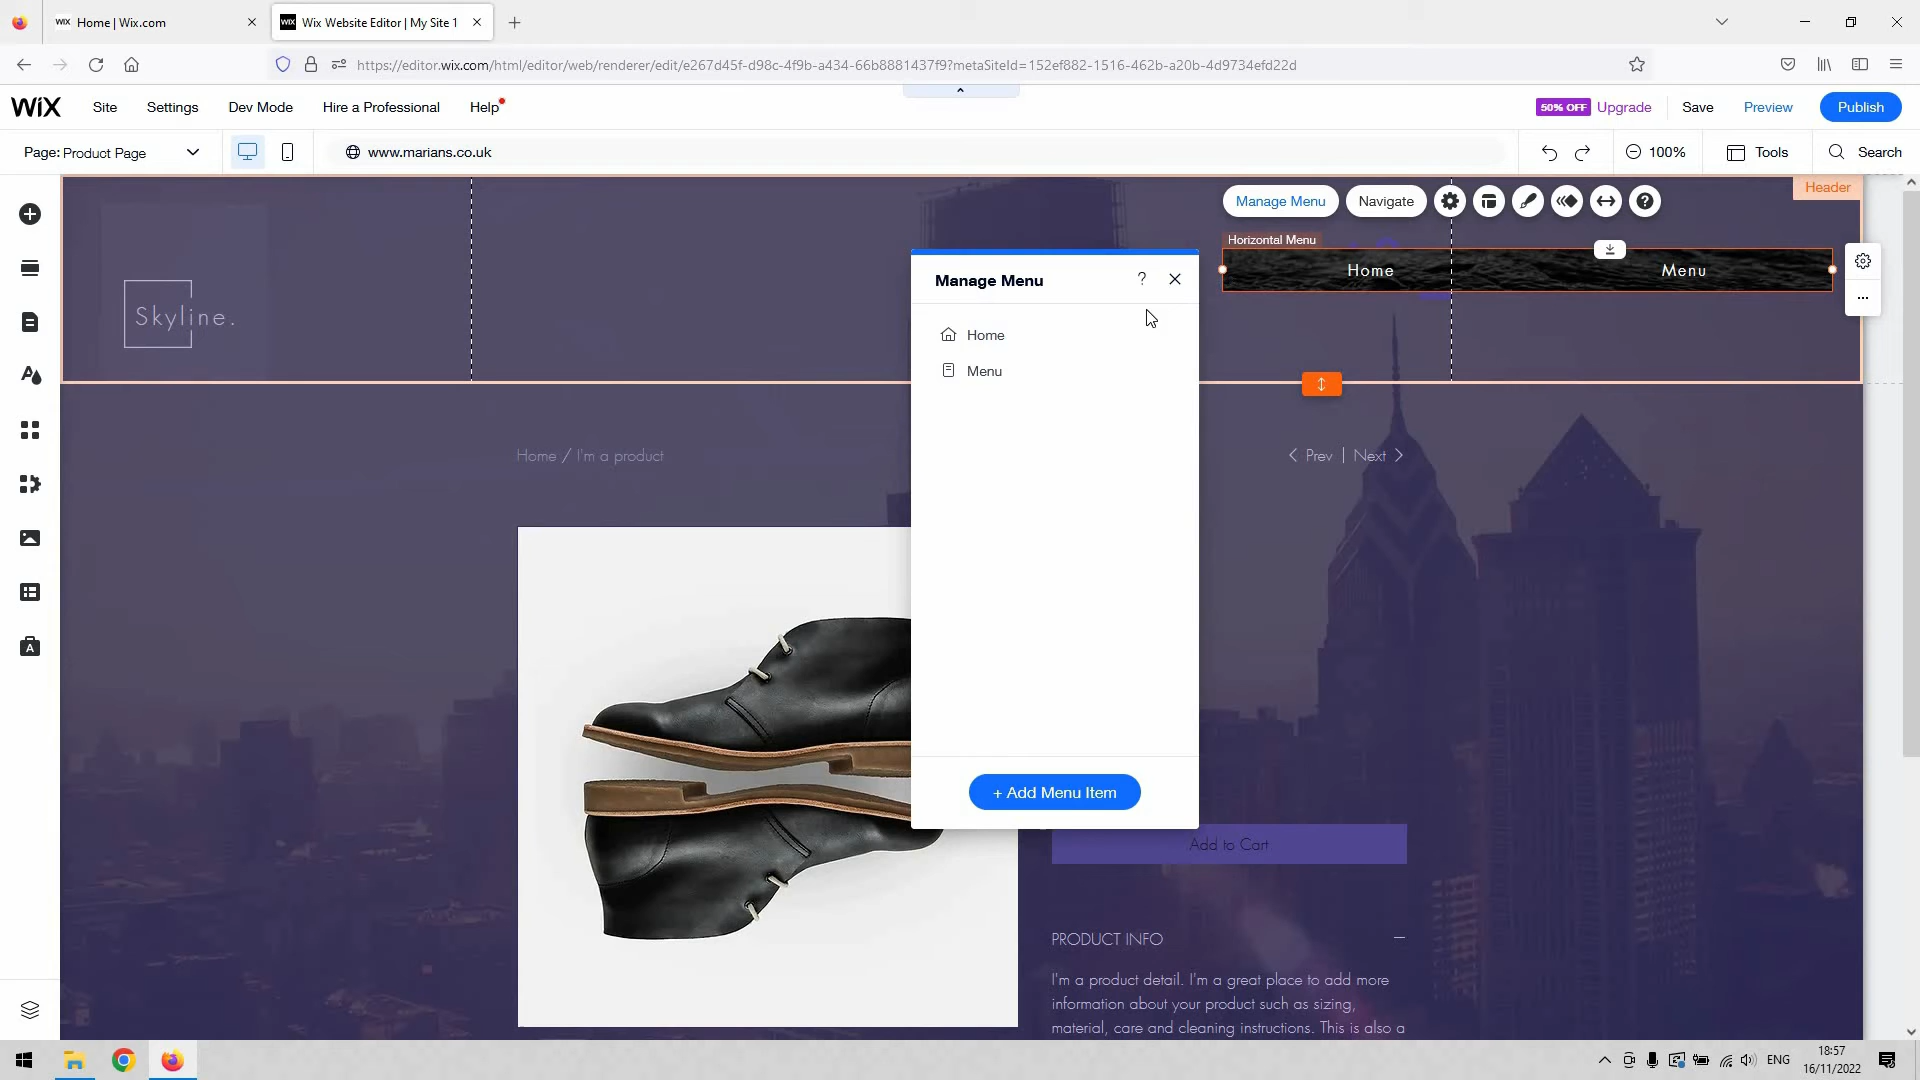 WiX Home | Wix.com
WiX Wix Website Editor | My Site 1
https://editor.wix.com/html/editor/web/renderer/edit/e267d45f-d98c-4f9b-a434-66b8881437f9?metaSiteId=152ef882-1516-462b-a20b-4d9734efd22d
WiX Site Settings Dev Mode Hire a Professional Help 50% OFF Upgrade Save Preview Publish
Page: Product Page www.marians.co.uk 100% Tools Search
Header
Manage Menu Navigate
Horizontal Menu
Home Menu
Skyline.
Manage Menu ?
Home
Menu
+ Add Menu Item
Home / I'm a product
< Prev | Next >
Add to Cart
PRODUCT INFO
I'm a product detail. I'm a great place to add more
information about your product such as sizing,
material, care and cleaning instructions. This is also a
ENG
18:57
16/11/2022